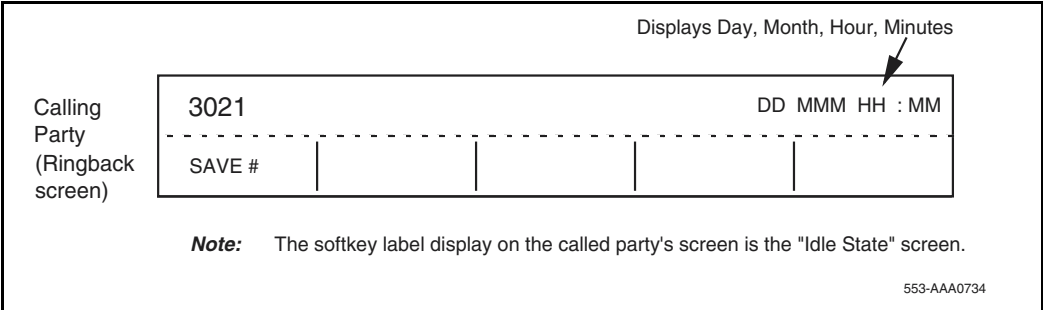 Displays Day, Month, Hour, Minutes
Calling
Party
(Ringback
screen)
3021
DD MMM HH : MM
SAVE #
Note: The softkey label display on the called party's screen is the "Idle State" screen.
553-AAA0734